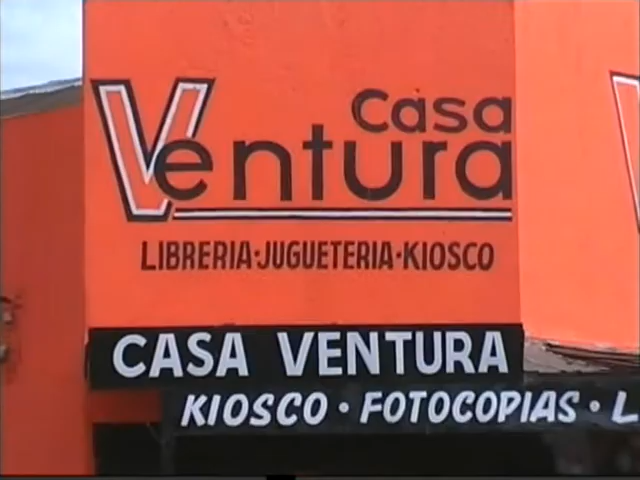 Casa
Ventura
LIBRERIA·JUGUETERIA·KIOSCO
CASA VENTURA
KIOSCO · FOTOCOPIAS · L